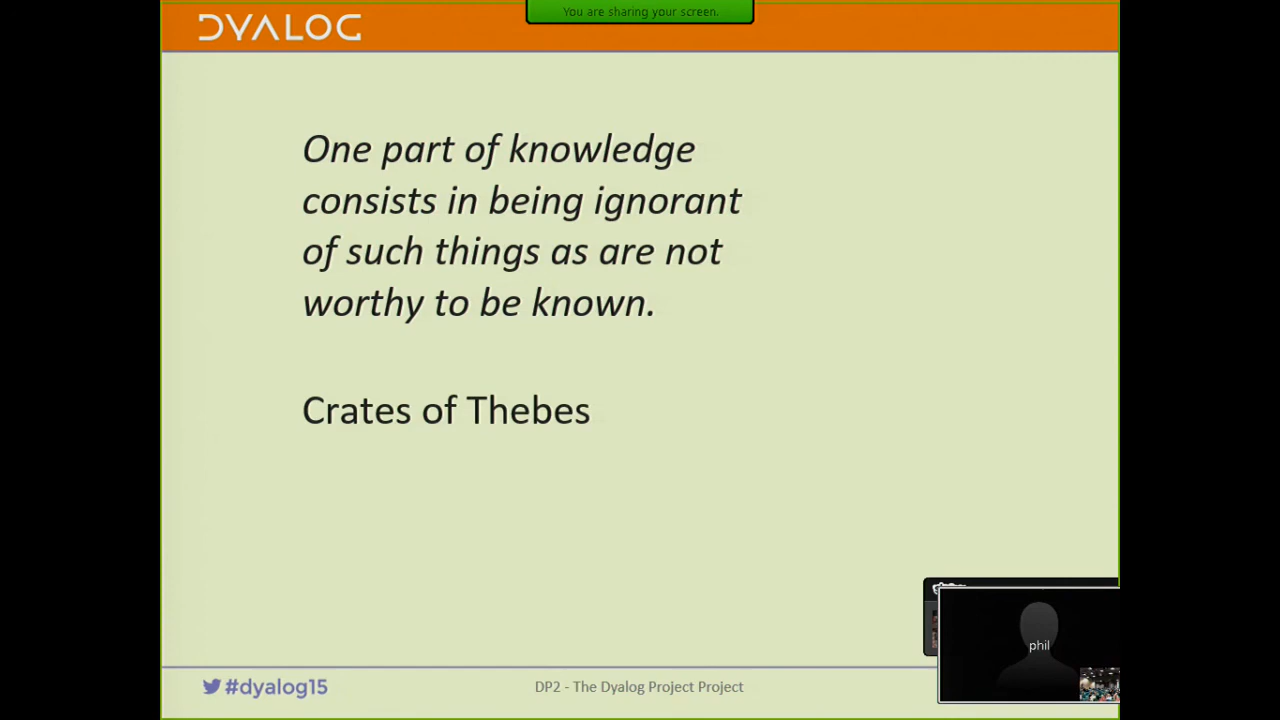 You are sharing your screen.
DYALOG
One part of knowledge
consists in being ignorant
of such things as are not
worthy to be known.
Crates of Thebes
phil
#dyalog15
DP2 - The Dyalog Project Project